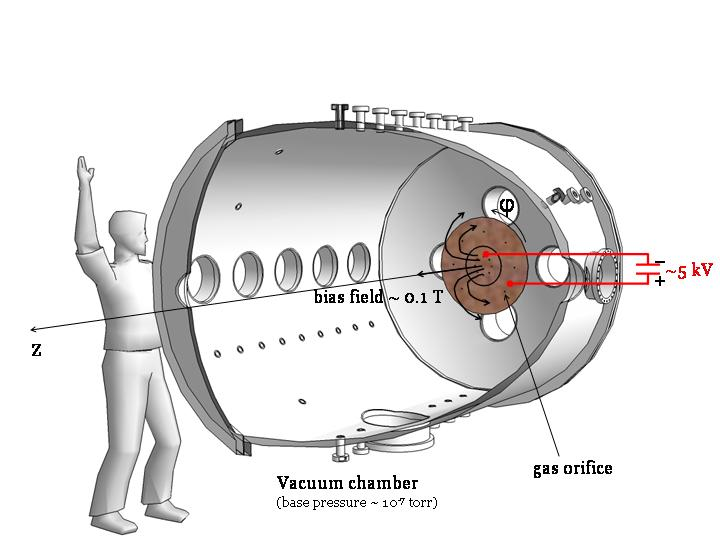 φ
−
~5 kV
+
bias field ~ 0.1 T
z
gas orifice
Vacuum chamber
(base pressure ~ 10⁻⁷ torr)